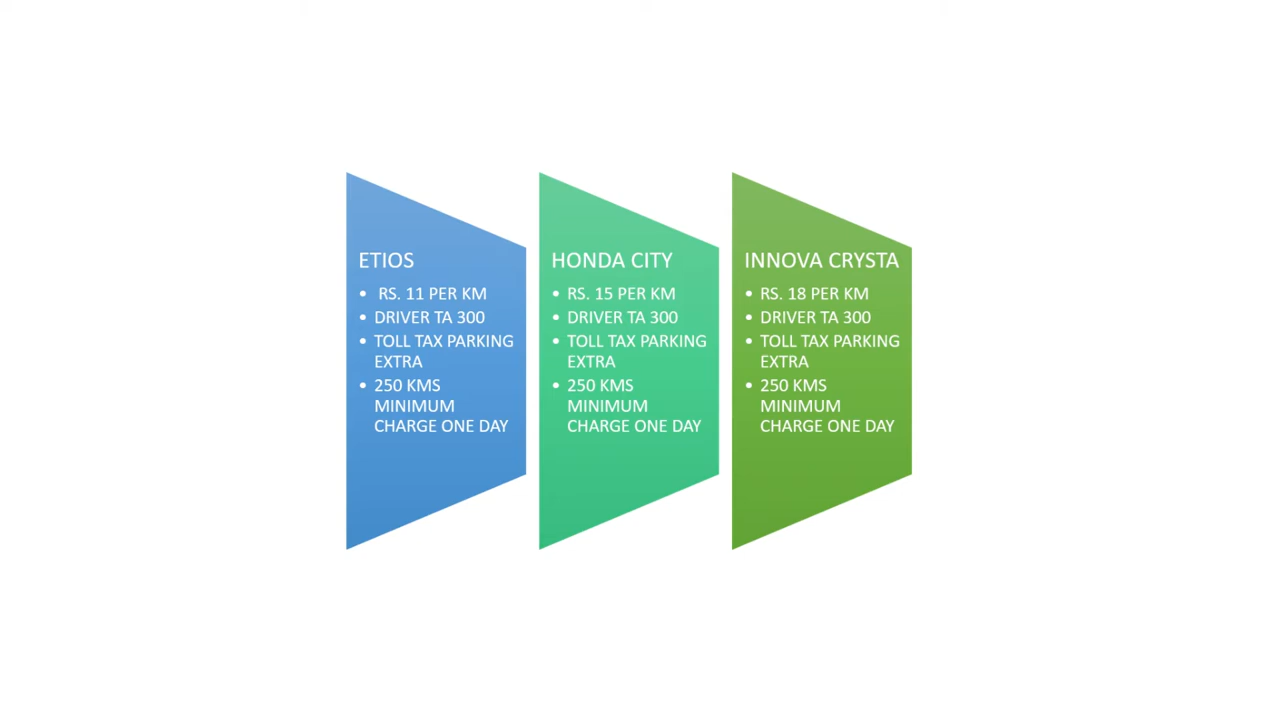 ETIOS
• RS. 11 PER KM
• DRIVER TA 300
• TOLL TAX PARKING
EXTRA
• 250 KMS
MINIMUM
CHARGE ONE DAY
HONDA CITY
• RS. 15 PER KM
• DRIVER TA 300
• TOLL TAX PARKING
EXTRA
• 250 KMS
MINIMUM
CHARGE ONE DAY
INNOVA CRYSTA
• RS. 18 PER KM
• DRIVER TA 300
• TOLL TAX PARKING
EXTRA
• 250 KMS
MINIMUM
CHARGE ONE DAY